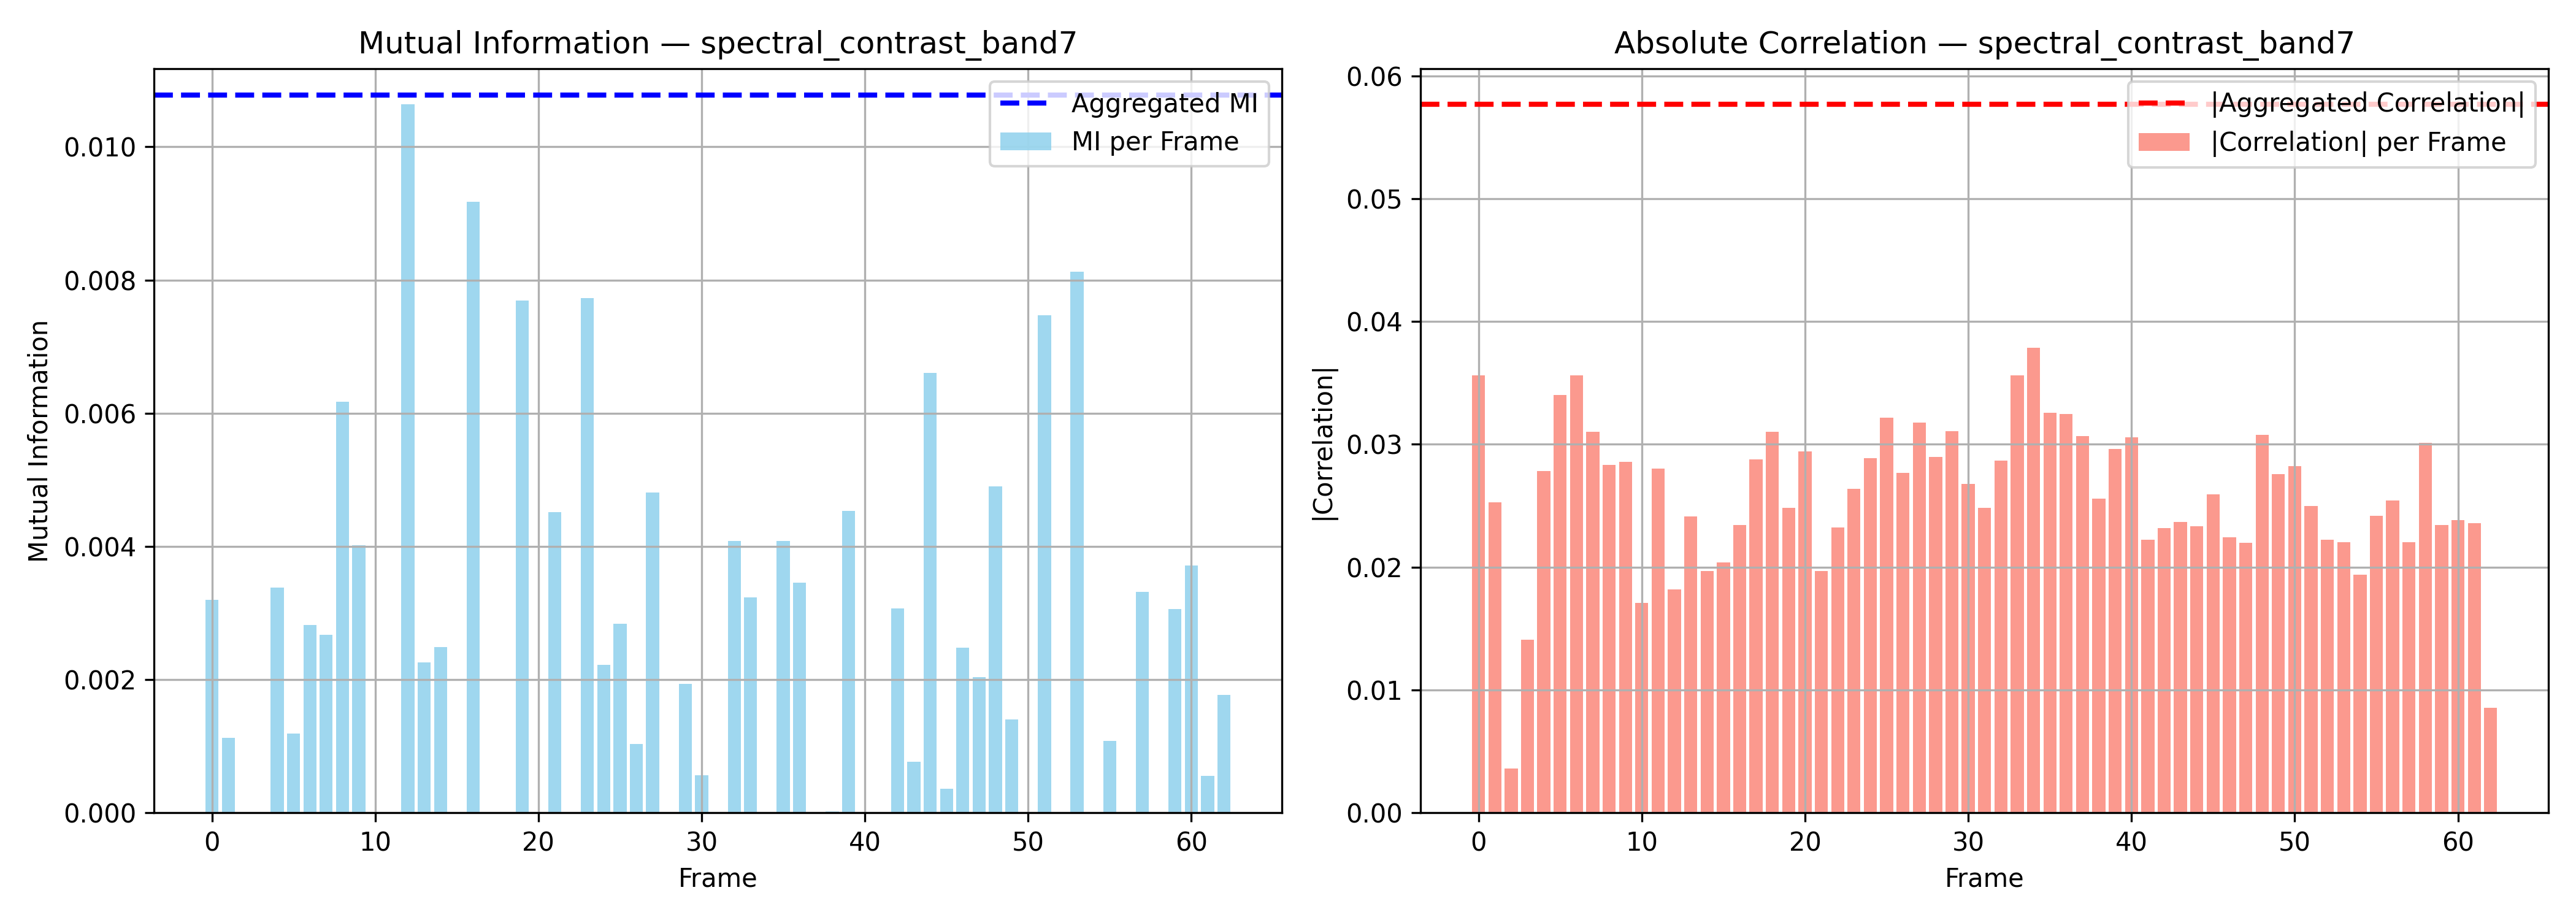 Mutual Information — spectral_contrast_band7
Aggregated MI
MI per Frame
Mutual Information
0.010
0.008
0.006
0.004
0.002
0.000
0 10 20 30 40 50 60
Frame
Absolute Correlation — spectral_contrast_band7
|Aggregated Correlation|
|Correlation| per Frame
|Correlation|
0.06
0.05
0.04
0.03
0.02
0.01
0.00
0 10 20 30 40 50 60
Frame